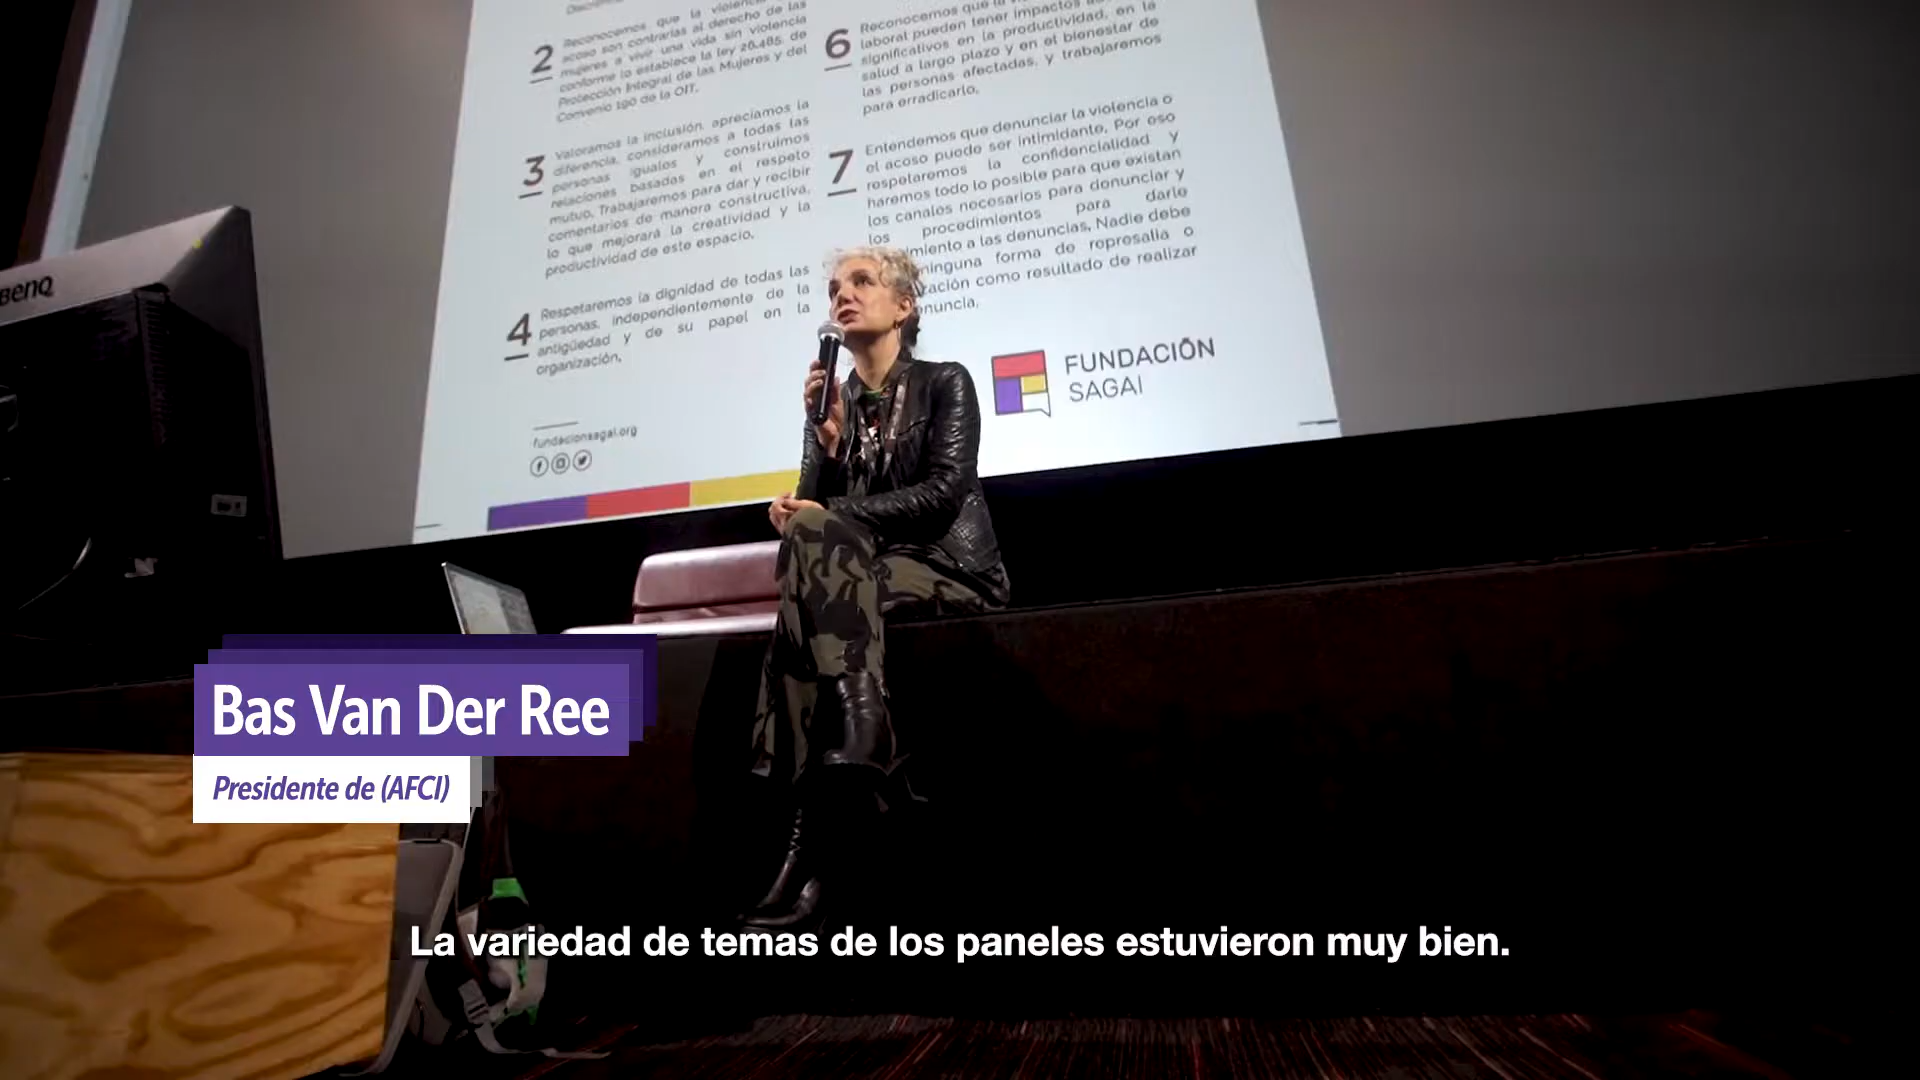 2
Reconocemos que la violencia
acoso son contrarias al derecho de las
mujeres a vivir una vida sin violencia
conforme lo establece la ley 26.485, de
Protección Integral de las Mujeres y del
Convenio 190 de la OIT.
3
Valoramos la inclusión, apreciamos la
diferencia, consideramos a todas las
personas iguales y construimos
relaciones basadas en el respeto
mutuo. Trabajaremos para dar y recibir
comentarios de manera constructiva,
lo que mejorará la creatividad y la
productividad de este espacio.
4
Respetaremos la dignidad de todas las
personas, independientemente de la
antigüedad y de su papel en la
organización.
fundacionsagai.org
6
Reconocemos que la
laboral pueden tener impactos
significativos en la productividad, en la
salud a largo plazo y en el bienestar de
las personas afectadas, y trabajaremos
para erradicarlo.
7
Entendemos que denunciar la violencia o
el acoso puede ser intimidante. Por eso
respetaremos la confidencialidad y
haremos todo lo posible para que existan
los canales necesarios para denunciar y
los procedimientos para darle
imiento a las denuncias. Nadie debe
ninguna forma de represalia o
ización como resultado de realizar
enuncia.
FUNDACIÓN
SAGAI
BenQ
Bas Van Der Ree
Presidente de (AFCI)
La variedad de temas de los paneles estuvieron muy bien.